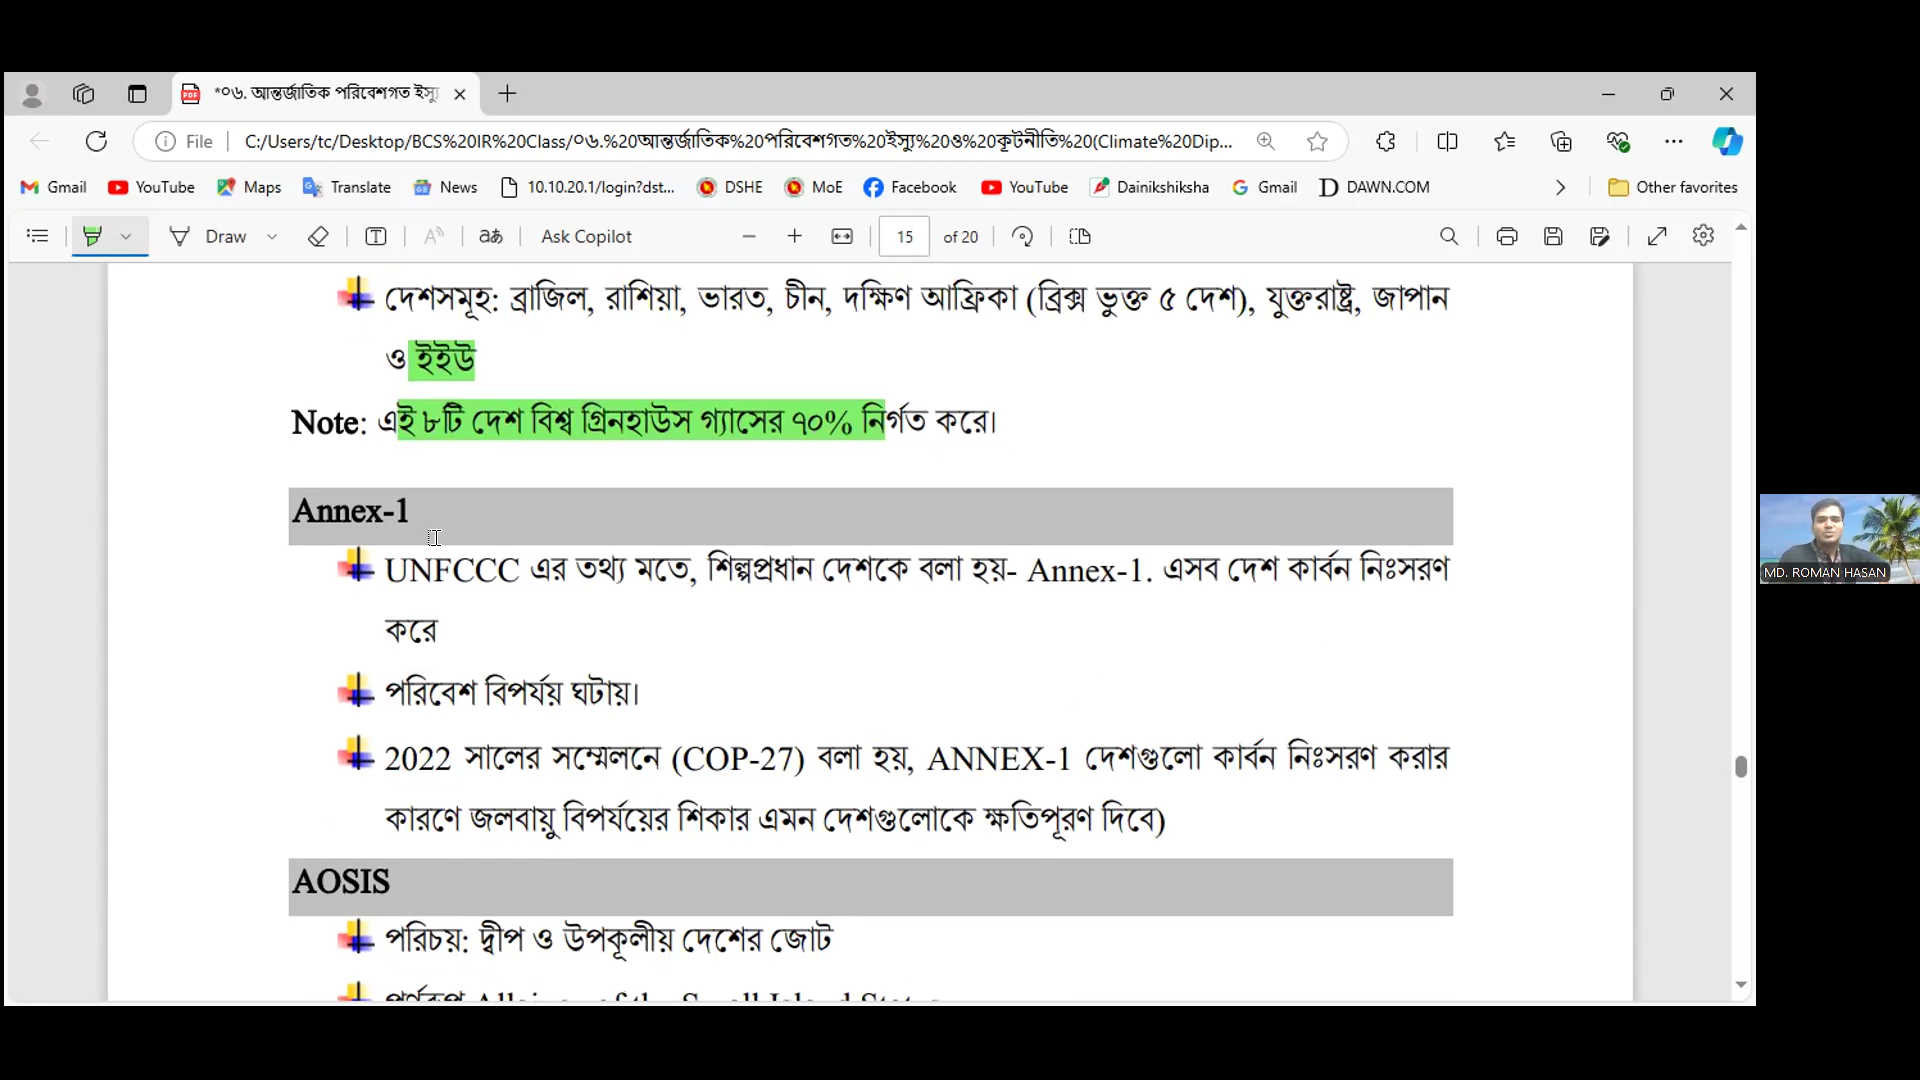 *০৬. আন্তর্জাতিক পরিবেশগত ইস্যু
File C:/Users/tc/Desktop/BCS%20IR%20Class/০৬.%20আন্তর্জাতিক%20পরিবেশগত%20ইস্যু%20ও%20কূটনীতি%20(Climate%20Dip...
Gmail YouTube Maps Translate News 10.10.20.1/login?dst... DSHE MoE Facebook YouTube Dainikshiksha Gmail DAWN.COM Other favorites
Draw Ask Copilot 15 of 20
দেশসমূহ: ব্রাজিল, রাশিয়া, ভারত, চীন, দক্ষিণ আফ্রিকা (ব্রিক্স ভুক্ত ৫ দেশ), যুক্তরাষ্ট্র, জাপান
ও ইইউ
Note: এই ৮টি দেশ বিশ্ব গ্রিনহাউস গ্যাসের ৭০% নির্গত করে।
Annex-1
UNFCCC এর তথ্য মতে, শিল্পপ্রধান দেশকে বলা হয়- Annex-1. এসব দেশ কার্বন নিঃসরণ
করে
পরিবেশ বিপর্যয় ঘটায়।
2022 সালের সম্মেলনে (COP-27) বলা হয়, ANNEX-1 দেশগুলো কার্বন নিঃসরণ করার
কারণে জলবায়ু বিপর্যয়ের শিকার এমন দেশগুলোকে ক্ষতিপূরণ দিবে)
AOSIS
পরিচয়: দ্বীপ ও উপকূলীয় দেশের জোট
MD. ROMAN HASAN